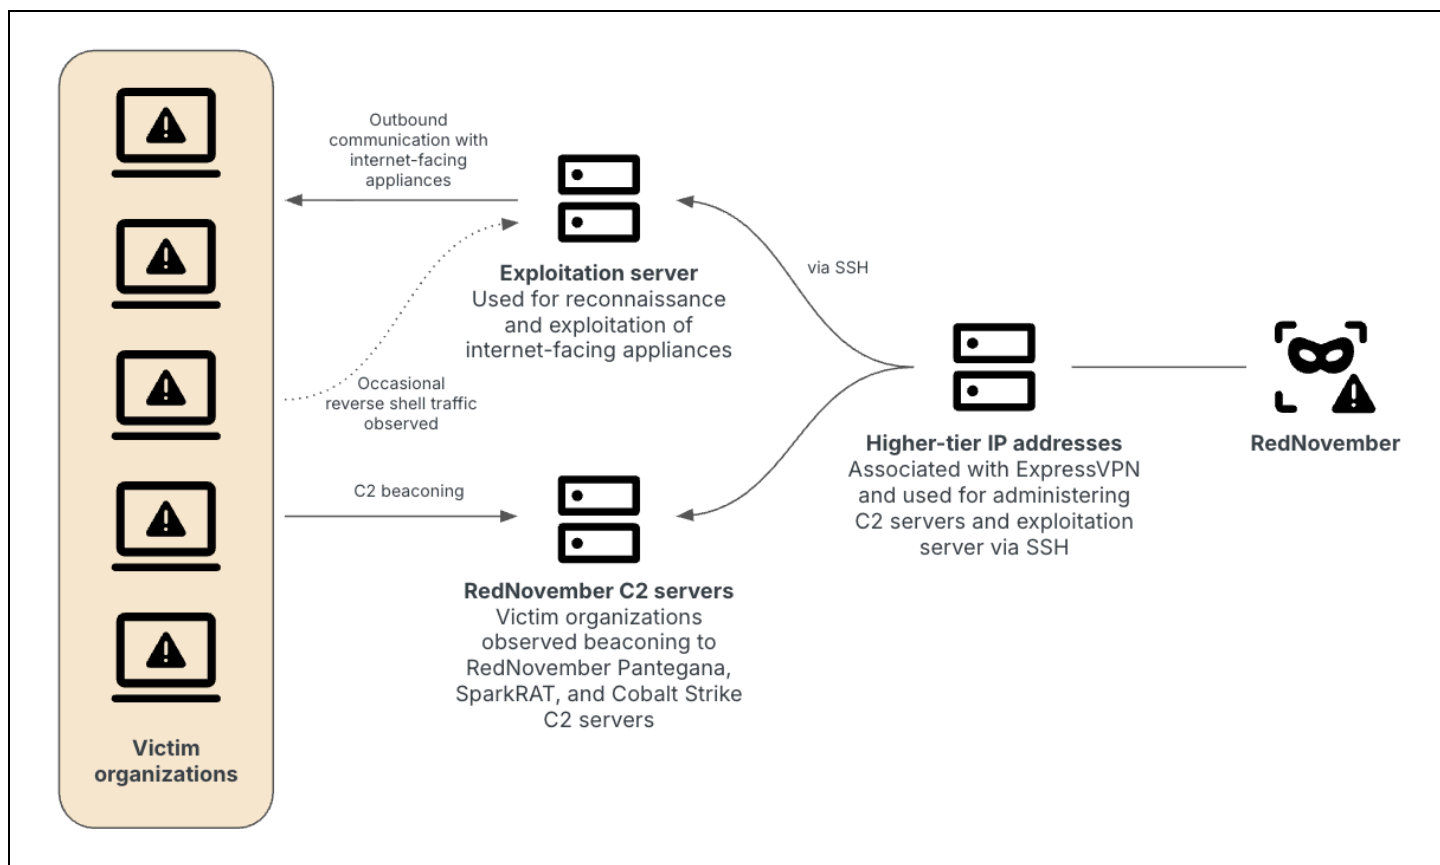 Outbound
communication with
internet-facing
appliances
via SSH
Exploitation server
Used for reconnaissance
and exploitation of
internet-facing appliances
Occasional
reverse shell traffic
observed
Higher-tier IP addresses
Associated with ExpressVPN
and used for administering
C2 servers and exploitation
server via SSH
RedNovember
C2 beaconing
RedNovember C2 servers
Victim organizations
observed beaconing to
RedNovember Pantegana,
SparkRAT, and Cobalt Strike
C2 servers
Victim
organizations